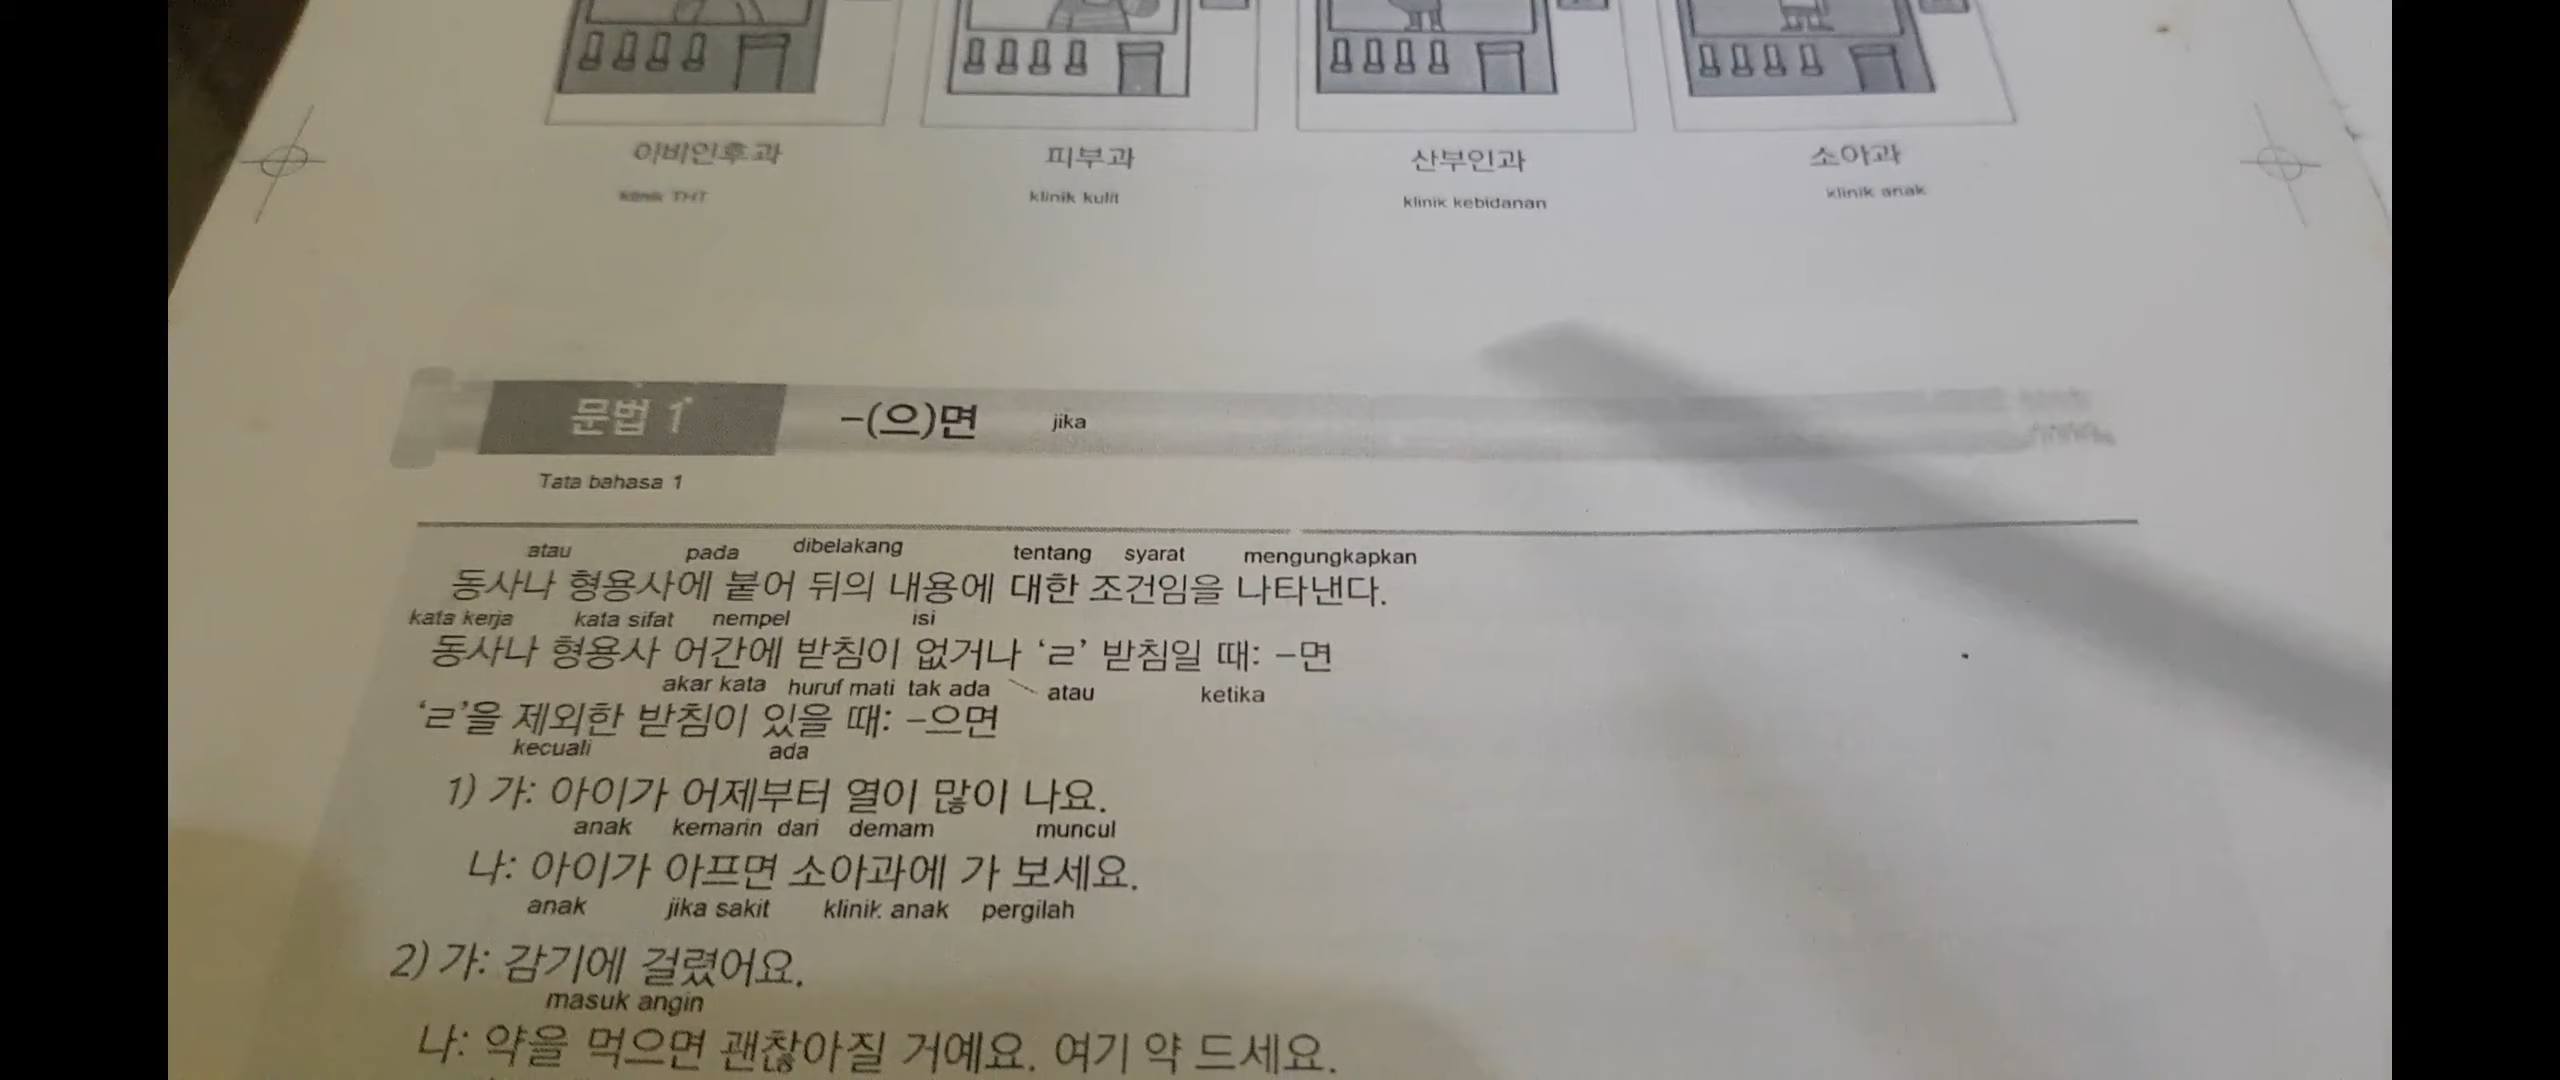 이비인후과 피부과 산부인과 소아과
klinik THT klinik kulit klinik kebidanan klinik anak
문법 1 -(으)면 jika
Tata bahasa 1
atau pada dibelakang tentang syarat mengungkapkan
동사나 형용사에 붙어 뒤의 내용에 대한 조건임을 나타낸다.
kata kerja kata sifat nempel isi
동사나 형용사 어간에 받침이 없거나 ‘ㄹ’ 받침일 때: -면
akar kata huruf mati tak ada atau ketika
‘ㄹ’을 제외한 받침이 있을 때: -으면
kecuali ada
1) 가: 아이가 어제부터 열이 많이 나요.
anak kemarin dari demam muncul
나: 아이가 아프면 소아과에 가 보세요.
anak jika sakit klinik anak pergilah
2) 가: 감기에 걸렸어요.
masuk angin
나: 약을 먹으면 괜찮아질 거예요. 여기 약 드세요.